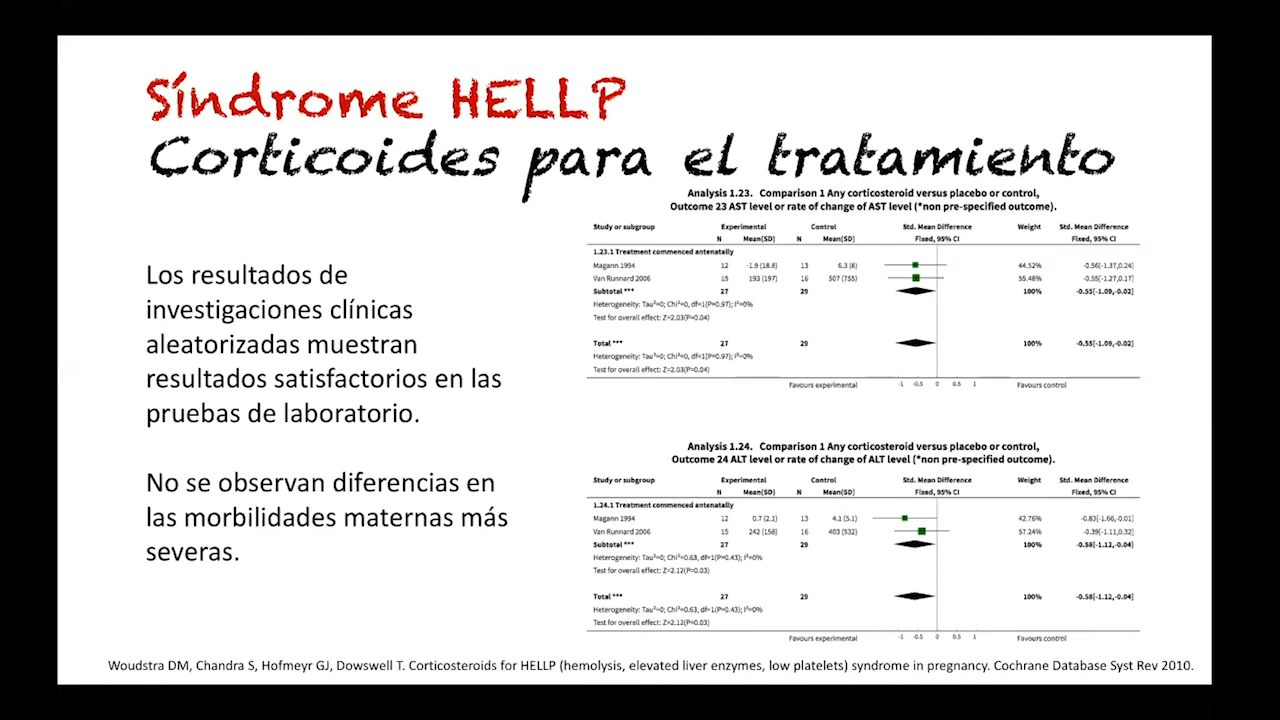 Síndrome HELLP
Corticoides para el tratamiento
Los resultados de
investigaciones clínicas
aleatorizadas muestran
resultados satisfactorios en las
pruebas de laboratorio.
No se observan diferencias en
las morbilidades maternas más
severas.
Analysis 1.23. Comparison 1 Any corticosteroid versus placebo or control,
Outcome 23 AST level or rate of change of AST level (*non pre-specified outcome).
Study or subgroup Experimental Control Std. Mean Difference Weight Std. Mean Difference
N Mean(SD) N Mean(SD) Fixed, 95% CI Fixed, 95% CI
1.23.1 Treatment commenced antenatally
Magann 1994 12 -1.9 (18.8) 13 6.3 (8) 44.52% -0.56[-1.37,0.24]
Van Runnard 2006 15 193 (197) 16 507 (755) 55.48% -0.55[-1.27,0.17]
Subtotal *** 27 29 100% -0.55[-1.09,-0.02]
Heterogeneity: Tau²=0; Chi²=0, df=1(P=0.97); I²=0%
Test for overall effect: Z=2.03(P=0.04)
Total *** 27 29 100% -0.55[-1.09,-0.02]
Heterogeneity: Tau²=0; Chi²=0, df=1(P=0.97); I²=0%
Test for overall effect: Z=2.03(P=0.04)
Favours experimental -1 -0.5 0 0.5 1 Favours control
Analysis 1.24. Comparison 1 Any corticosteroid versus placebo or control,
Outcome 24 ALT level or rate of change of ALT level (*non pre-specified outcome).
Study or subgroup Experimental Control Std. Mean Difference Weight Std. Mean Difference
N Mean(SD) N Mean(SD) Fixed, 95% CI Fixed, 95% CI
1.24.1 Treatment commenced antenatally
Magann 1994 12 0.7 (2.1) 13 4.1 (5.1) 42.76% -0.83[-1.66,-0.01]
Van Runnard 2006 15 242 (158) 16 403 (532) 57.24% -0.39[-1.11,0.32]
Subtotal *** 27 29 100% -0.58[-1.12,-0.04]
Heterogeneity: Tau²=0; Chi²=0.63, df=1(P=0.43); I²=0%
Test for overall effect: Z=2.12(P=0.03)
Total *** 27 29 100% -0.58[-1.12,-0.04]
Heterogeneity: Tau²=0; Chi²=0.63, df=1(P=0.43); I²=0%
Test for overall effect: Z=2.12(P=0.03)
Favours experimental -1 -0.5 0 0.5 1 Favours control
Woudstra DM, Chandra S, Hofmeyr GJ, Dowswell T. Corticosteroids for HELLP (hemolysis, elevated liver enzymes, low platelets) syndrome in pregnancy. Cochrane Database Syst Rev 2010.